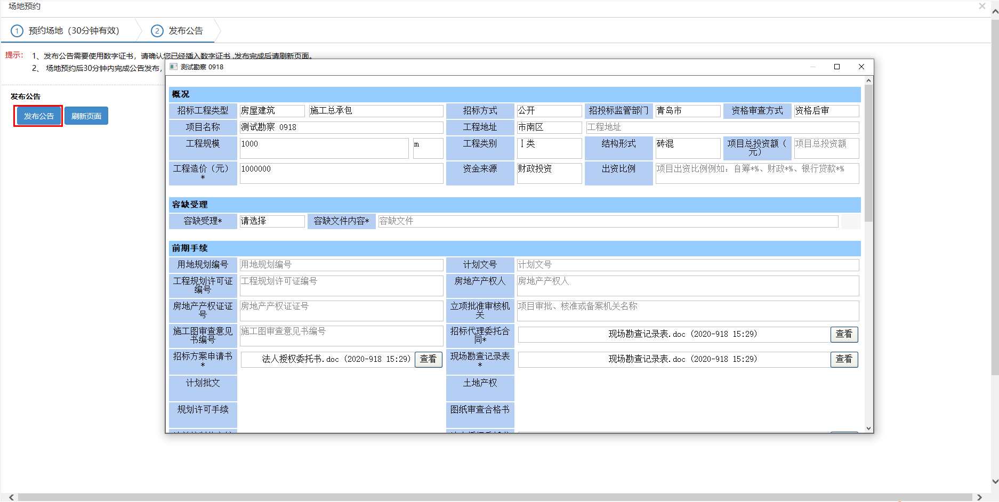 场地预约
1 预约场地（30分钟有效） 2 发布公告
提示： 1、发布公告需要使用数字证书，请确认您已经插入数字证书 ,发布完成后请刷新页面。
2、 场地预约后30分钟内完成公告发布，
发布公告
发布公告 刷新页面
测试勘察 0918
概况
招标工程类型 房屋建筑 施工总承包 招标方式 公开 招投标监管部门 青岛市 资格审查方式 资格后审
项目名称 测试勘察 0918 工程地址 市南区 工程地址
工程规模 1000 m 工程类别 Ⅰ类 结构形式 砖混 项目总投资额（元） 项目总投资额
工程造价（元）* 1000000 资金来源 财政投资 出资比例 项目出资比例例如：自筹*%、财政*%、银行贷款*%
容缺受理
容缺受理* 请选择 容缺文件内容* 容缺文件
前期手续
用地规划编号 用地规划编号 计划文号 计划文号
工程规划许可证编号 工程规划许可证编号 房地产产权人 房地产产权人
房地产产权证证号 房地产产权证证号 立项批准审核机关 项目审批、核准或备案机关名称
施工图审查意见书编号 施工图审查意见书编号 招标代理委托合同* 现场勘查记录表.doc (2020-918 15:29) 查看
招标方案申请书* 法人授权委托书.doc (2020-918 15:29) 查看 现场勘查记录表* 现场勘查记录表.doc (2020-918 15:29) 查看
计划批文 土地产权
规划许可手续 图纸审查合格书